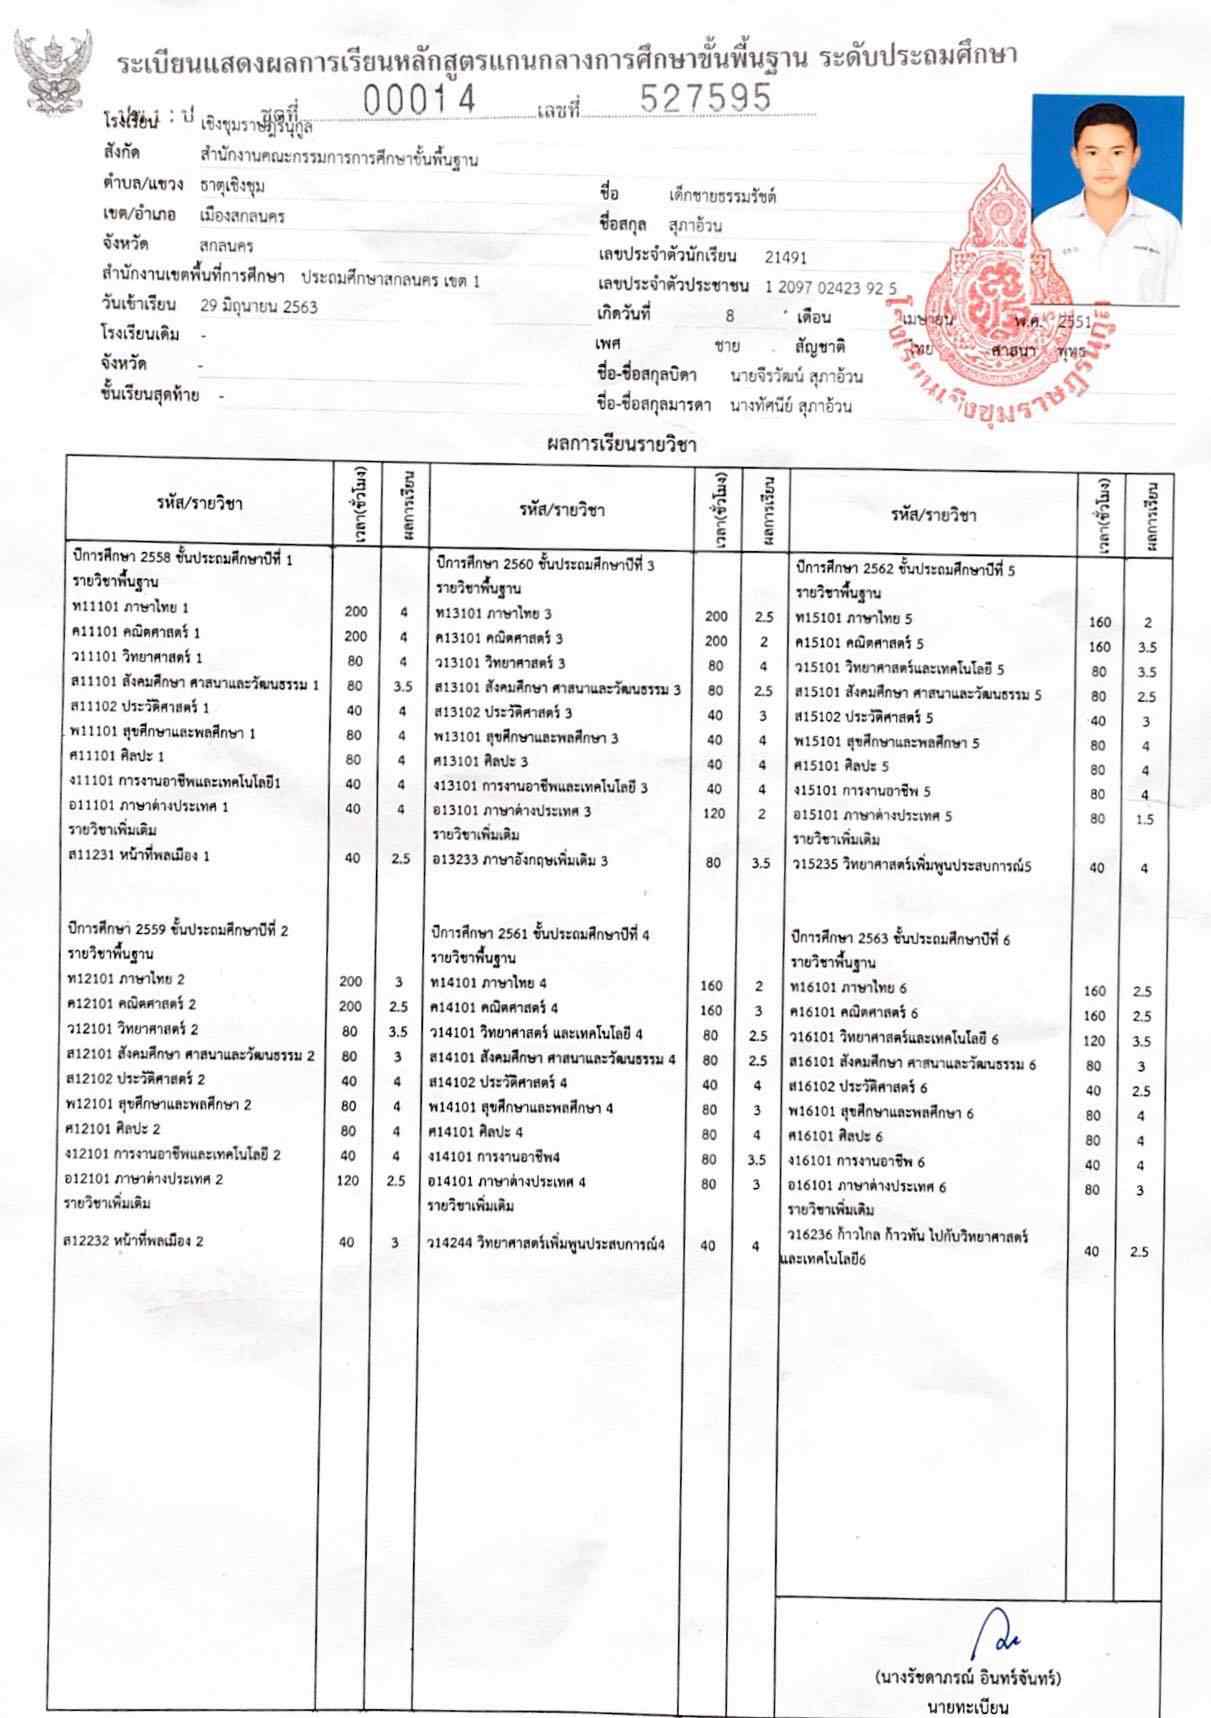 ระเบียนแสดงผลการเรียนหลักสูตรแกนกลางการศึกษาขั้นพื้นฐาน ระดับประถมศึกษา
ชุดที่ 00014 เลขที่ 527595
โรงเรียน เชิงชุมราษฎร์นุกูล
สังกัด สำนักงานคณะกรรมการการศึกษาขั้นพื้นฐาน
ตำบล/แขวง ธาตุเชิงชุม
เขต/อำเภอ เมืองสกลนคร
จังหวัด สกลนคร
สำนักงานเขตพื้นที่การศึกษา ประถมศึกษาสกลนคร เขต 1
วันเข้าเรียน 29 มิถุนายน 2563
โรงเรียนเดิม -
จังหวัด -
ชั้นเรียนสุดท้าย -
ชื่อ เด็กชายธรรมรัชต์
ชื่อสกุล สุภาอ้วน
เลขประจำตัวนักเรียน 21491
เลขประจำตัวประชาชน 1 2097 02423 92 5
เกิดวันที่ 8 เดือน เมษายน พ.ศ. 2551
เพศ ชาย สัญชาติ ไทย ศาสนา พุทธ
ชื่อ-ชื่อสกุลบิดา นายจีรวัฒน์ สุภาอ้วน
ชื่อ-ชื่อสกุลมารดา นางทัศนีย์ สุภาอ้วน
โรงเรียนเชิงชุมราษฎร์นุกูล
ผลการเรียนรายวิชา
รหัส/รายวิชา เวลา(ชั่วโมง) ผลการเรียน
ปีการศึกษา 2558 ชั้นประถมศึกษาปีที่ 1
รายวิชาพื้นฐาน
ท11101 ภาษาไทย 1 200 4
ค11101 คณิตศาสตร์ 1 200 4
ว11101 วิทยาศาสตร์ 1 80 4
ส11101 สังคมศึกษา ศาสนาและวัฒนธรรม 1 80 3.5
ส11102 ประวัติศาสตร์ 1 40 4
พ11101 สุขศึกษาและพลศึกษา 1 80 4
ศ11101 ศิลปะ 1 80 4
ง11101 การงานอาชีพและเทคโนโลยี1 40 4
อ11101 ภาษาต่างประเทศ 1 40 4
รายวิชาเพิ่มเติม
ส11231 หน้าที่พลเมือง 1 40 2.5
ปีการศึกษา 2559 ชั้นประถมศึกษาปีที่ 2
รายวิชาพื้นฐาน
ท12101 ภาษาไทย 2 200 3
ค12101 คณิตศาสตร์ 2 200 2.5
ว12101 วิทยาศาสตร์ 2 80 3.5
ส12101 สังคมศึกษา ศาสนาและวัฒนธรรม 2 80 3
ส12102 ประวัติศาสตร์ 2 40 4
พ12101 สุขศึกษาและพลศึกษา 2 80 4
ศ12101 ศิลปะ 2 80 4
ง12101 การงานอาชีพและเทคโนโลยี 2 40 4
อ12101 ภาษาต่างประเทศ 2 120 2.5
รายวิชาเพิ่มเติม
ส12232 หน้าที่พลเมือง 2 40 3
รหัส/รายวิชา เวลา(ชั่วโมง) ผลการเรียน
ปีการศึกษา 2560 ชั้นประถมศึกษาปีที่ 3
รายวิชาพื้นฐาน
ท13101 ภาษาไทย 3 200 2.5
ค13101 คณิตศาสตร์ 3 200 2
ว13101 วิทยาศาสตร์ 3 80 4
ส13101 สังคมศึกษา ศาสนาและวัฒนธรรม 3 80 2.5
ส13102 ประวัติศาสตร์ 3 40 3
พ13101 สุขศึกษาและพลศึกษา 3 40 4
ศ13101 ศิลปะ 3 40 4
ง13101 การงานอาชีพและเทคโนโลยี 3 40 4
อ13101 ภาษาต่างประเทศ 3 120 2
รายวิชาเพิ่มเติม
อ13233 ภาษาอังกฤษเพิ่มเติม 3 80 3.5
ปีการศึกษา 2561 ชั้นประถมศึกษาปีที่ 4
รายวิชาพื้นฐาน
ท14101 ภาษาไทย 4 160 2
ค14101 คณิตศาสตร์ 4 160 3
ว14101 วิทยาศาสตร์ และเทคโนโลยี 4 80 2.5
ส14101 สังคมศึกษา ศาสนาและวัฒนธรรม 4 80 2.5
ส14102 ประวัติศาสตร์ 4 40 4
พ14101 สุขศึกษาและพลศึกษา 4 80 3
ศ14101 ศิลปะ 4 80 4
ง14101 การงานอาชีพ4 80 3.5
อ14101 ภาษาต่างประเทศ 4 80 3
รายวิชาเพิ่มเติม
ว14244 วิทยาศาสตร์เพิ่มพูนประสบการณ์4 40 4
รหัส/รายวิชา เวลา(ชั่วโมง) ผลการเรียน
ปีการศึกษา 2562 ชั้นประถมศึกษาปีที่ 5
รายวิชาพื้นฐาน
ท15101 ภาษาไทย 5 160 2
ค15101 คณิตศาสตร์ 5 160 3.5
ว15101 วิทยาศาสตร์และเทคโนโลยี 5 80 3.5
ส15101 สังคมศึกษา ศาสนาและวัฒนธรรม 5 80 2.5
ส15102 ประวัติศาสตร์ 5 40 3
พ15101 สุขศึกษาและพลศึกษา 5 80 4
ศ15101 ศิลปะ 5 80 4
ง15101 การงานอาชีพ 5 80 4
อ15101 ภาษาต่างประเทศ 5 80 1.5
รายวิชาเพิ่มเติม
ว15235 วิทยาศาสตร์เพิ่มพูนประสบการณ์5 40 4
ปีการศึกษา 2563 ชั้นประถมศึกษาปีที่ 6
รายวิชาพื้นฐาน
ท16101 ภาษาไทย 6 160 2.5
ค16101 คณิตศาสตร์ 6 160 2.5
ว16101 วิทยาศาสตร์และเทคโนโลยี 6 120 3.5
ส16101 สังคมศึกษา ศาสนาและวัฒนธรรม 6 80 3
ส16102 ประวัติศาสตร์ 6 40 2.5
พ16101 สุขศึกษาและพลศึกษา 6 80 4
ศ16101 ศิลปะ 6 80 4
ง16101 การงานอาชีพ 6 40 4
อ16101 ภาษาต่างประเทศ 6 80 3
รายวิชาเพิ่มเติม
ว16236 ก้าวไกล ก้าวทัน ไปกับวิทยาศาสตร์
และเทคโนโลยี6 40 2.5
(นางรัชดาภรณ์ อินทร์จันทร์)
นายทะเบียน